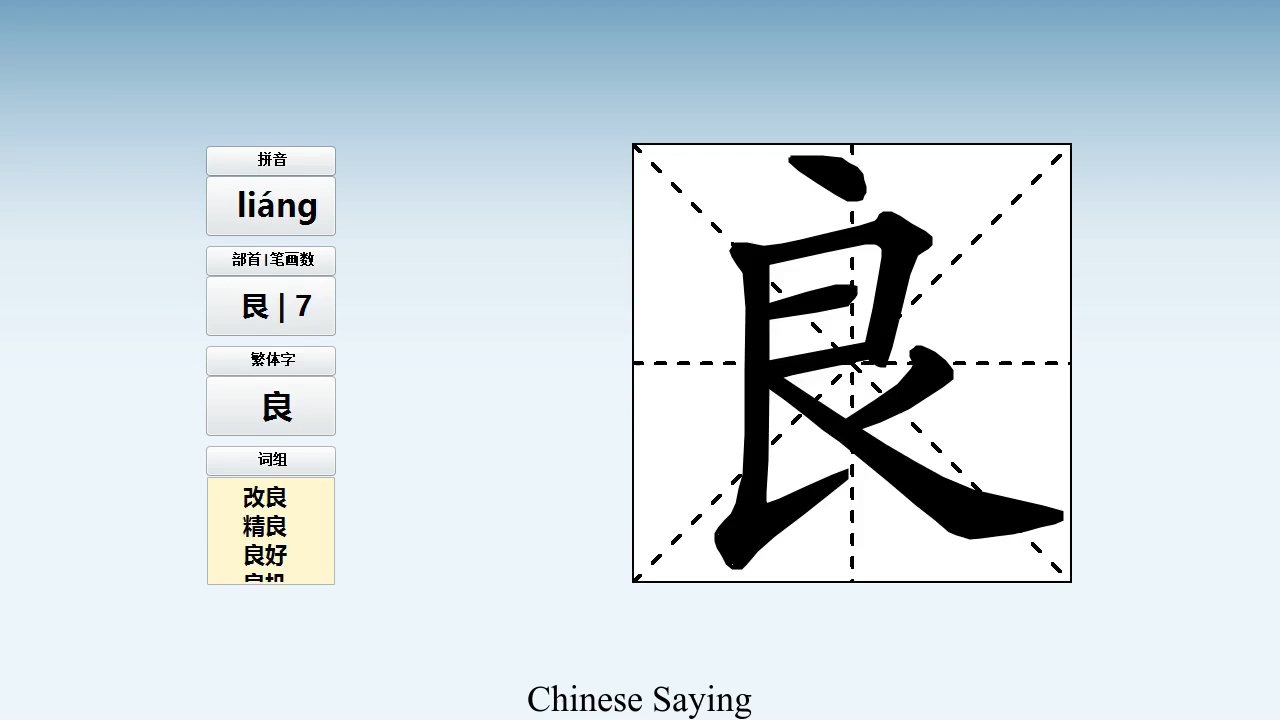 拼音
liáng
部首|笔画数
艮 | 7
繁体字
良
词组
改良
精良
良好
良
Chinese Saying